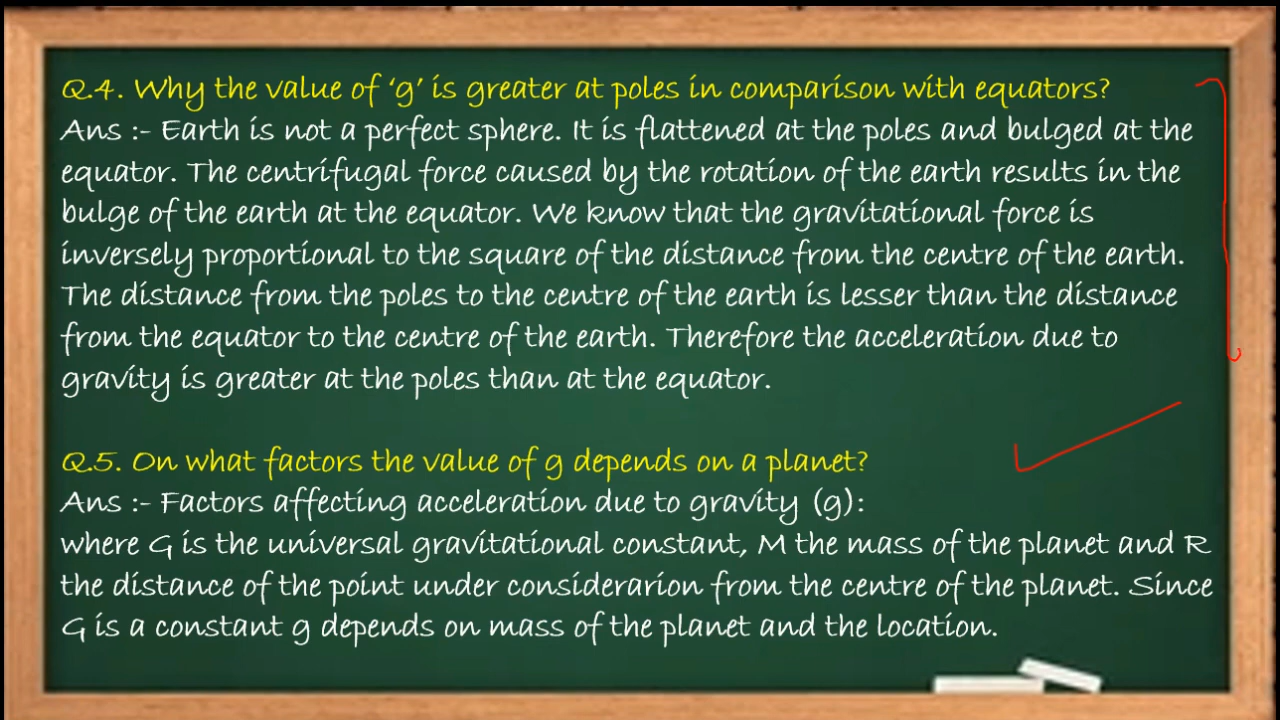 Q.4. Why the value of ‘g’ is greater at poles in comparison with equators?
Ans :- Earth is not a perfect sphere. It is flattened at the poles and bulged at the
equator. The centrifugal force caused by the rotation of the earth results in the
bulge of the earth at the equator. We know that the gravitational force is
inversely proportional to the square of the distance from the centre of the earth.
The distance from the poles to the centre of the earth is lesser than the distance
from the equator to the centre of the earth. Therefore the acceleration due to
gravity is greater at the poles than at the equator.
Q.5. On what factors the value of g depends on a planet?
Ans :- Factors affecting acceleration due to gravity (g):
where G is the universal gravitational constant, M the mass of the planet and R
the distance of the point under considerarion from the centre of the planet. Since
G is a constant g depends on mass of the planet and the location.